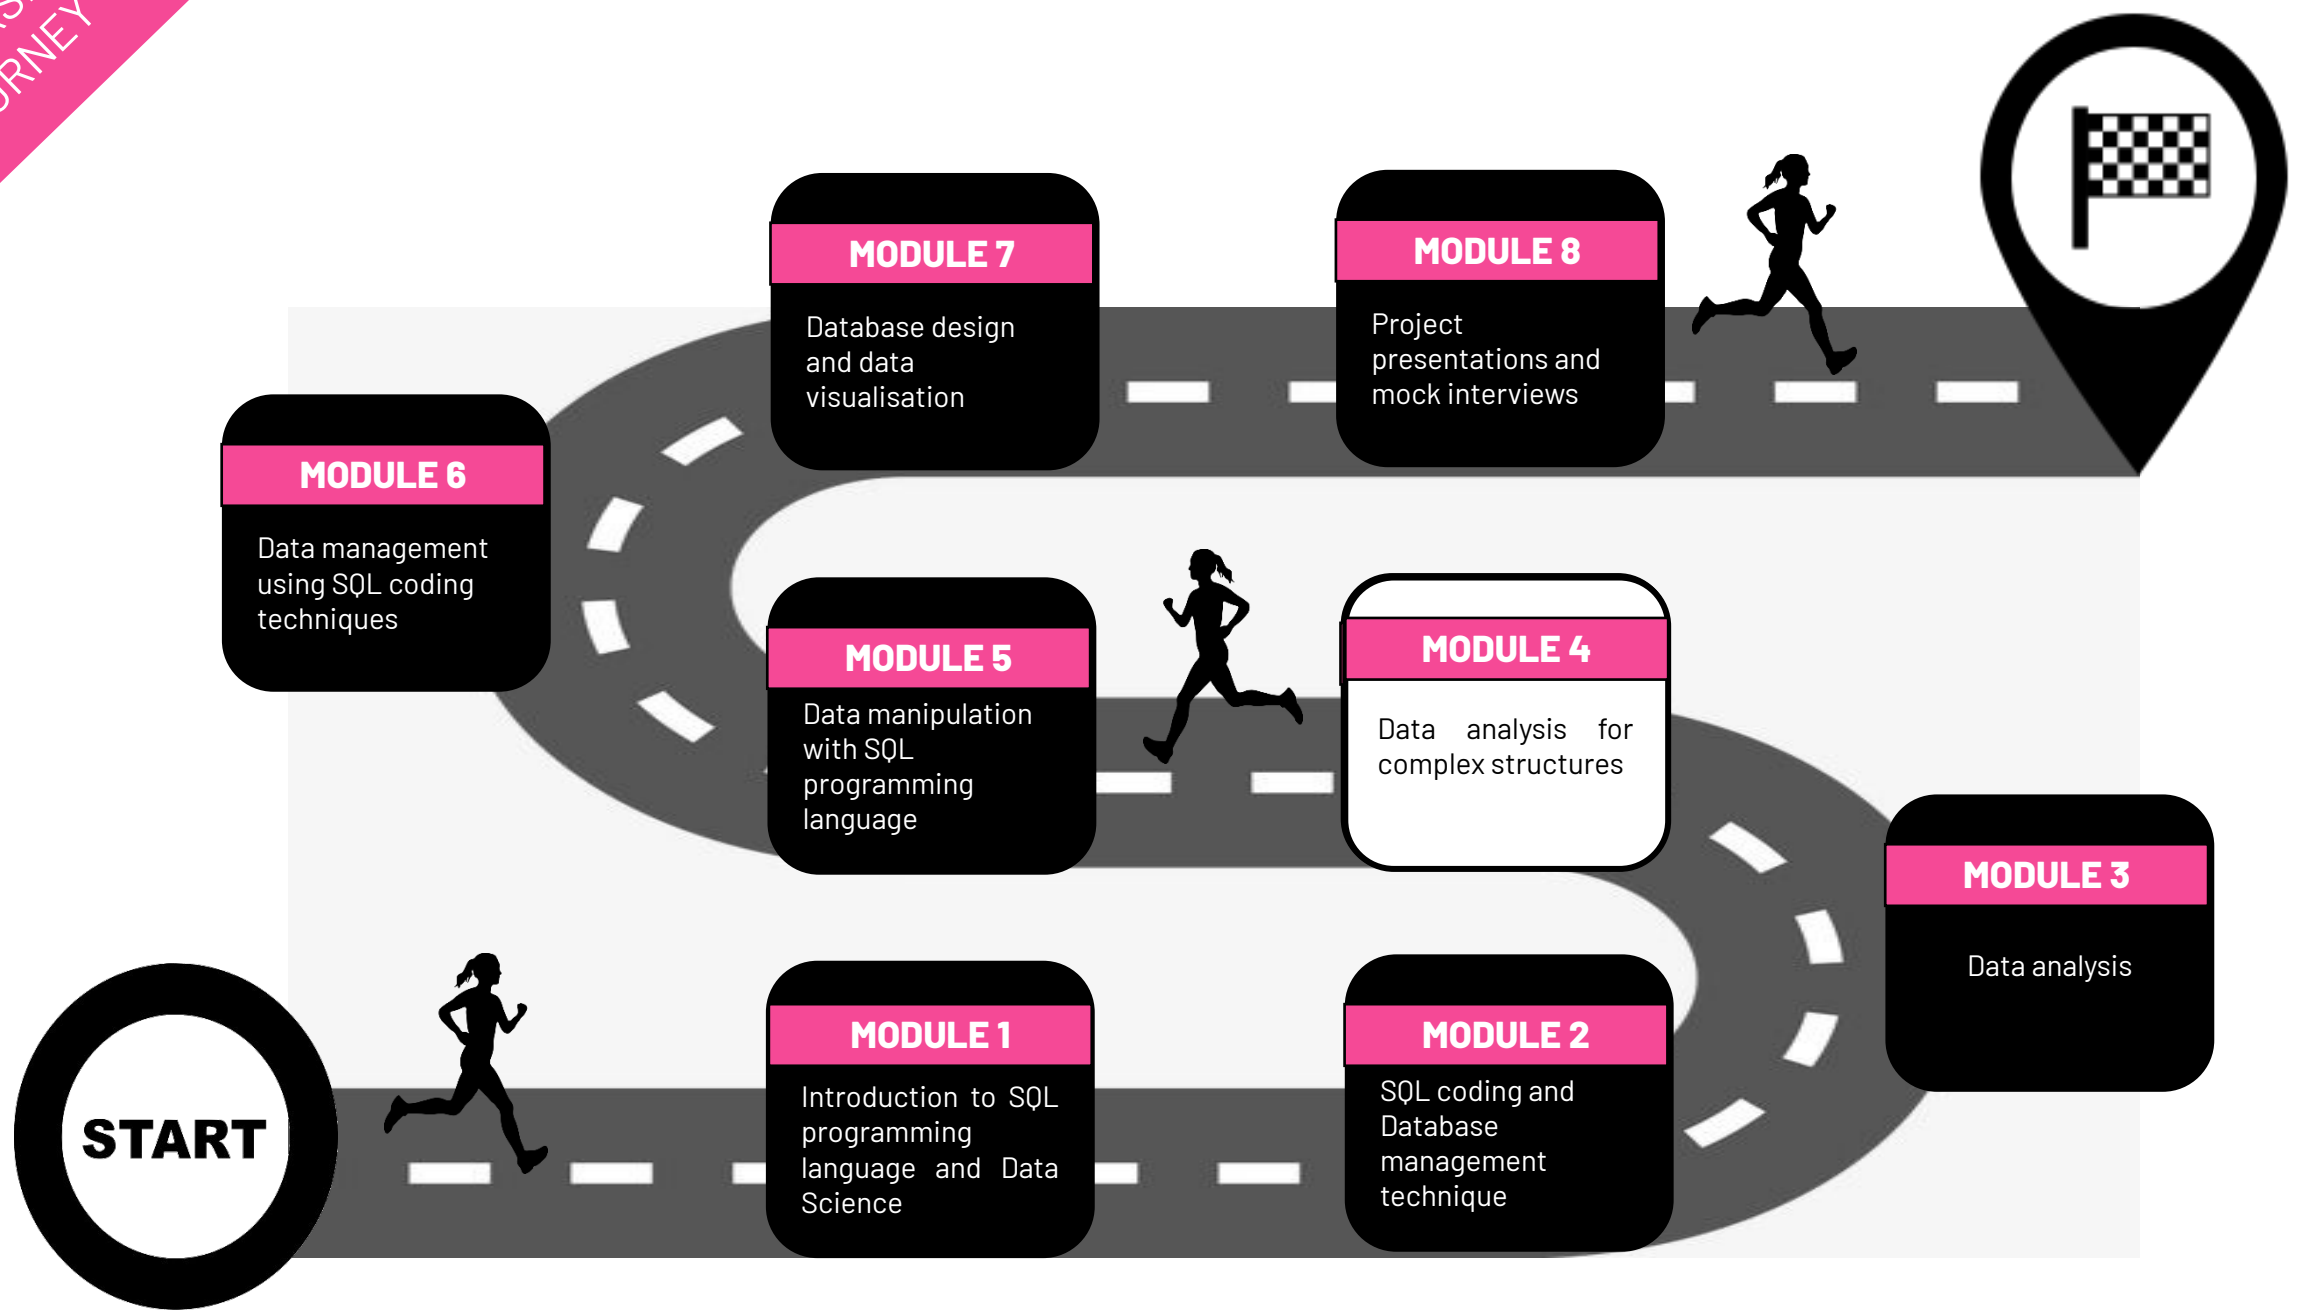 START
MODULE 1
Introduction to SQL
programming
language and Data
Science
MODULE 2
SQL coding and
Database
management
technique
MODULE 3
Data analysis
MODULE 4
Data analysis for
complex structures
MODULE 5
Data manipulation
with SQL
programming
language
MODULE 6
Data management
using SQL coding
techniques
MODULE 7
Database design
and data
visualisation
MODULE 8
Project
presentations and
mock interviews